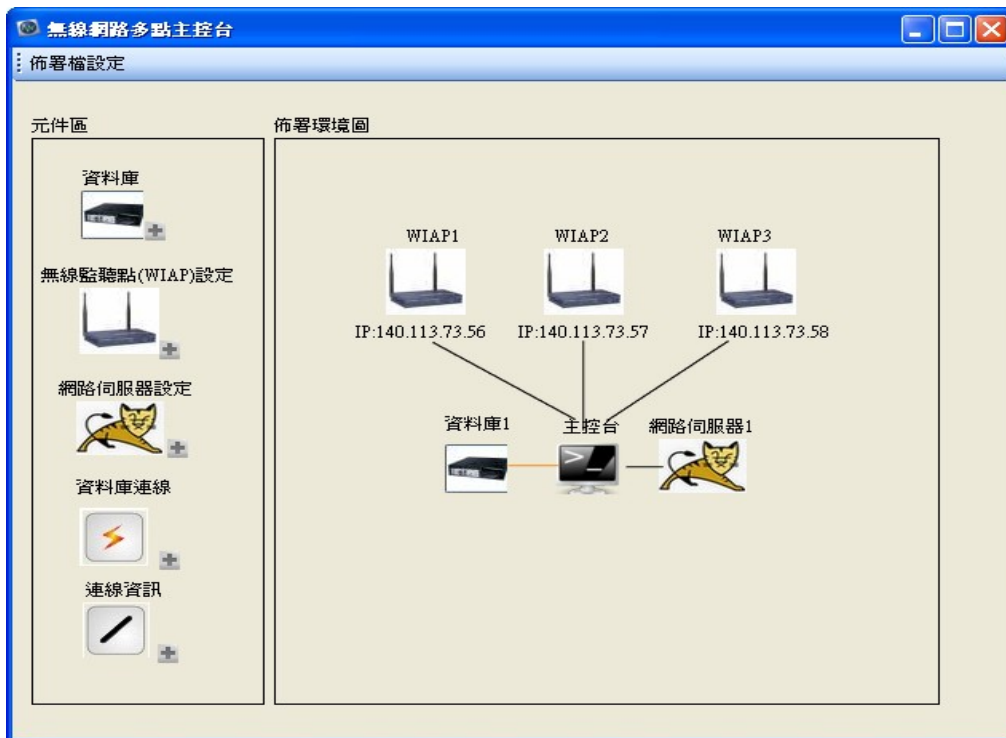 無線網路多點主控台
佈署檔設定
元件區
資料庫
無線監聽點(WIAP)設定
網路伺服器設定
資料庫連線
連線資訊
佈署環境圖
WIAP1 WIAP2 WIAP3
IP:140.113.73.56 IP:140.113.73.57 IP:140.113.73.58
資料庫1 主控台 網路伺服器1